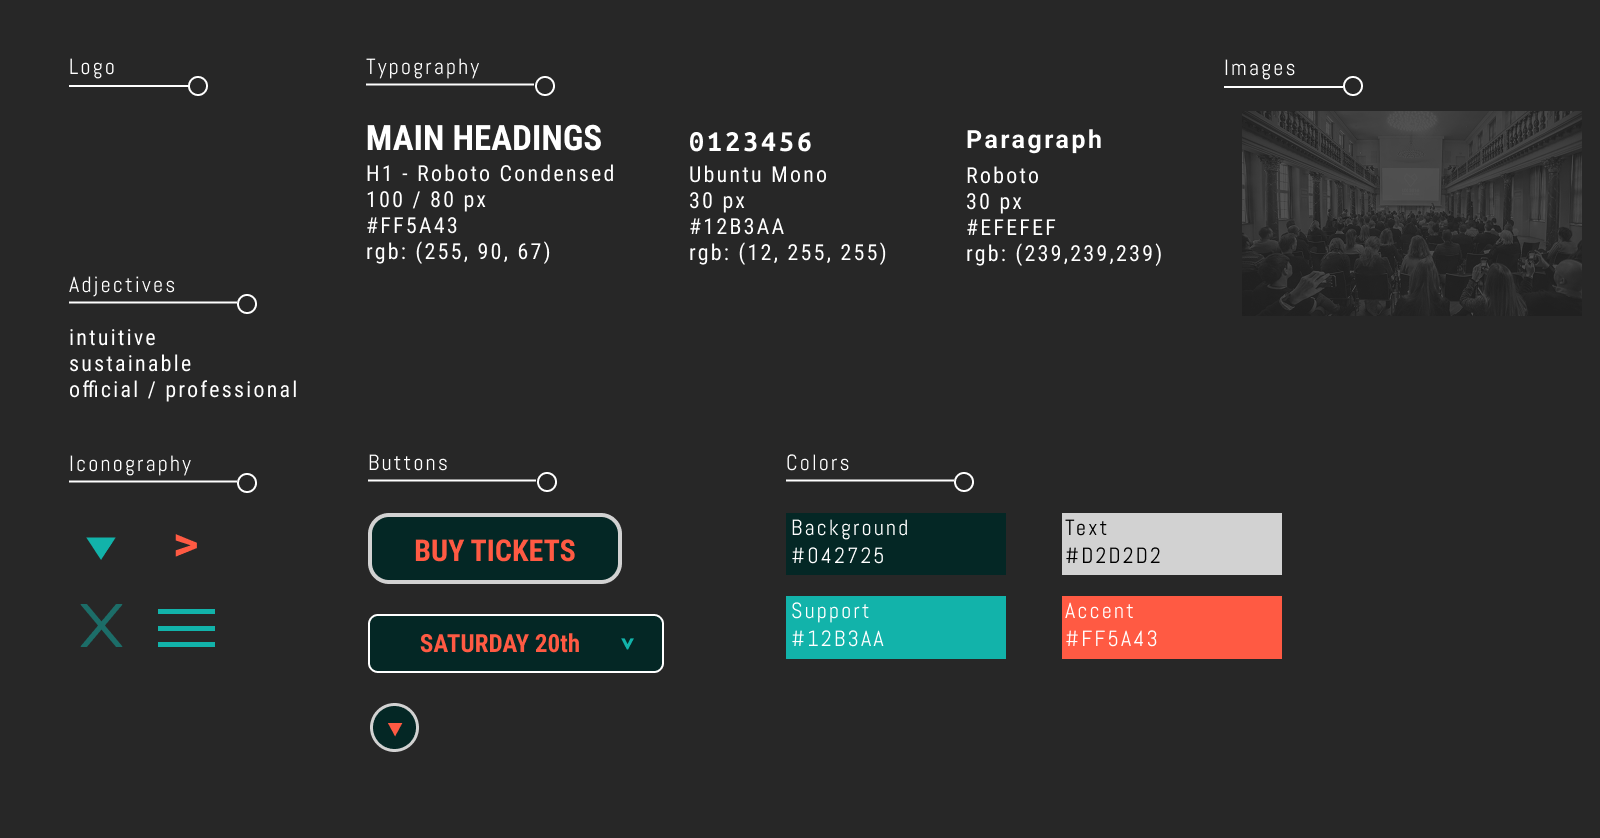 Logo
Typography
MAIN HEADINGS
H1 - Roboto Condensed
100 / 80 px
#FF5A43
rgb: (255, 90, 67)
0123456
Ubuntu Mono
30 px
#12B3AA
rgb: (12, 255, 255)
Paragraph
Roboto
30 px
#EFEFEF
rgb: (239,239,239)
Images
Adjectives
intuitive
sustainable
official / professional
Iconography
Buttons
BUY TICKETS
SATURDAY 20th
Colors
Background
#042725
Text
#D2D2D2
Support
#12B3AA
Accent
#FF5A43